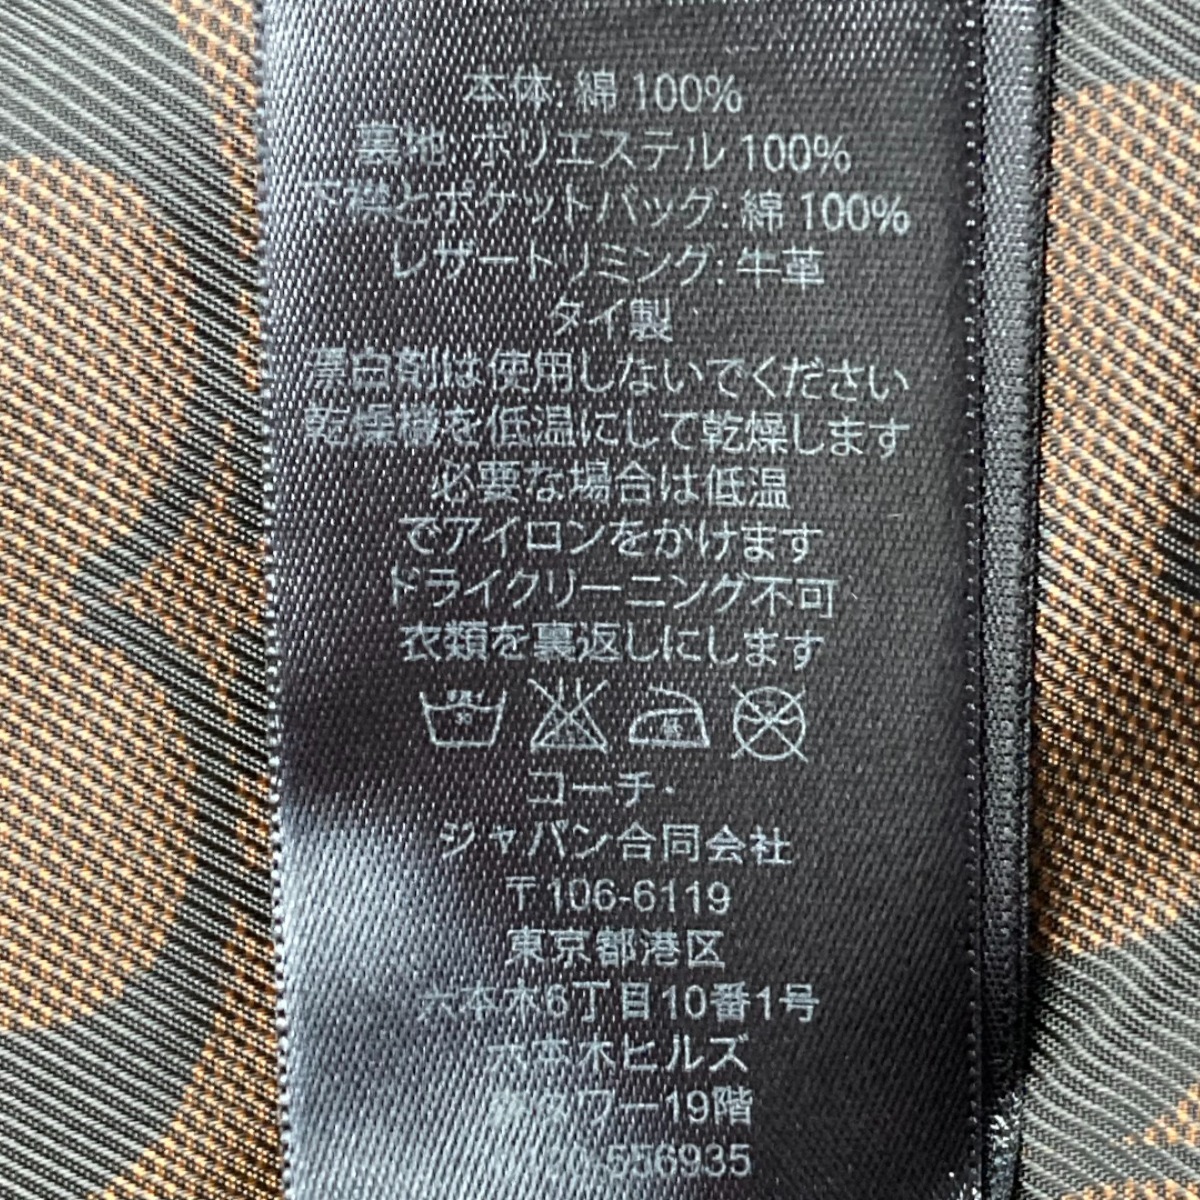 本体: 綿 100%
裏地: ポリエステル 100%
下襟とポケットバッグ: 綿 100%
レザートリミング: 牛革
タイ製
漂白剤は使用しないでください
乾燥機を低温にして乾燥します
必要な場合は低温
でアイロンをかけます
ドライクリーニング不可
衣類を裏返しにします
コーチ・
ジャパン合同会社
〒106-6119
東京都港区
六本木6丁目10番1号
六本木ヒルズ
森タワー19階
556935